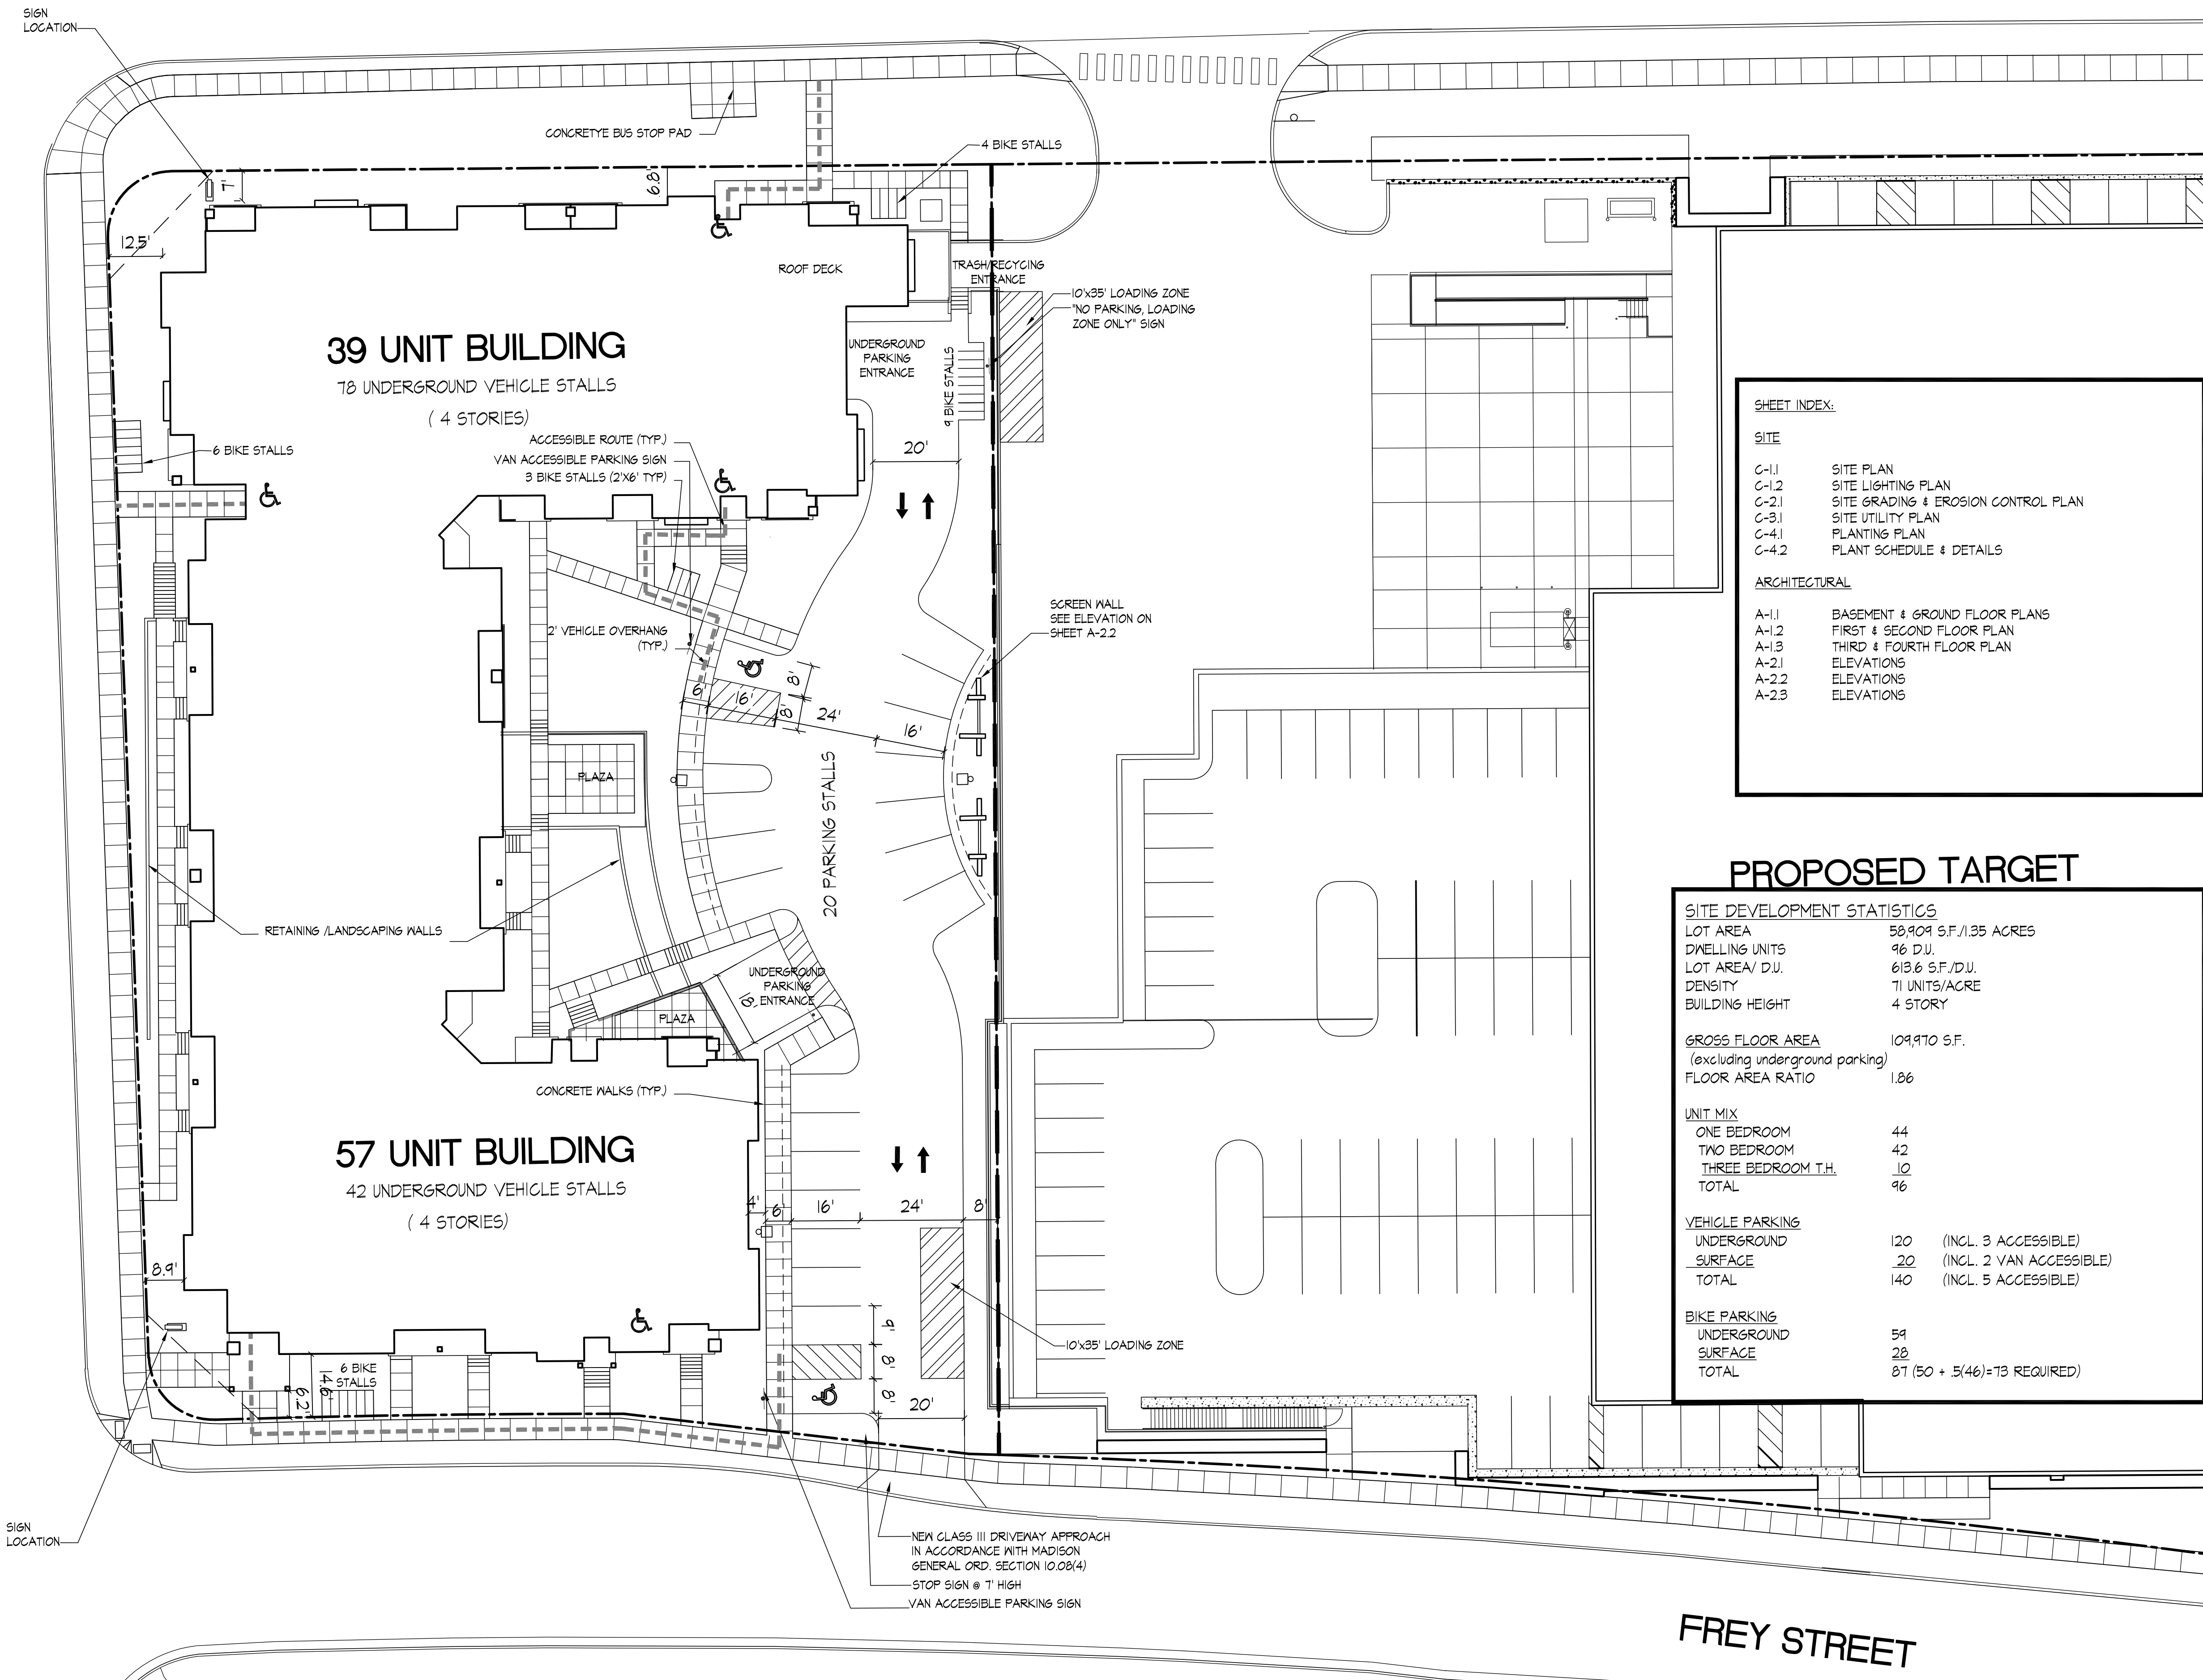 SIGN
LOCATION
CONCRETYE BUS STOP PAD
4 BIKE STALLS
7'
6.8'
12.5'
ROOF DECK
TRASH/RECYCING
ENTRANCE
10'x35' LOADING ZONE
"NO PARKING, LOADING
ZONE ONLY" SIGN
39 UNIT BUILDING
78 UNDERGROUND VEHICLE STALLS
( 4 STORIES)
UNDERGROUND
PARKING
ENTRANCE
9 BIKE STALLS
ACCESSIBLE ROUTE (TYP.)
VAN ACCESSIBLE PARKING SIGN
3 BIKE STALLS (2'X6' TYP)
6 BIKE STALLS
20'
SCREEN WALL
SEE ELEVATION ON
SHEET A-2.2
2' VEHICLE OVERHANG
(TYP.)
6'
16'
8'
8'
24'
16'
PLAZA
20 PARKING STALLS
RETAINING /LANDSCAPING WALLS
UNDERGROUND
PARKING
ENTRANCE
18'
PLAZA
CONCRETE WALKS (TYP.)
57 UNIT BUILDING
42 UNDERGROUND VEHICLE STALLS
( 4 STORIES)
4'
6'
16'
24'
8'
8.9'
9'
8'
8'
20'
10'x35' LOADING ZONE
6 BIKE
STALLS
14.6'
6.2'
SIGN
LOCATION
NEW CLASS III DRIVEWAY APPROACH
IN ACCORDANCE WITH MADISON
GENERAL ORD. SECTION 10.08(4)
STOP SIGN @ 7' HIGH
VAN ACCESSIBLE PARKING SIGN
SHEET INDEX:
SITE
C-1.1 SITE PLAN
C-1.2 SITE LIGHTING PLAN
C-2.1 SITE GRADING & EROSION CONTROL PLAN
C-3.1 SITE UTILITY PLAN
C-4.1 PLANTING PLAN
C-4.2 PLANT SCHEDULE & DETAILS
ARCHITECTURAL
A-1.1 BASEMENT & GROUND FLOOR PLANS
A-1.2 FIRST & SECOND FLOOR PLAN
A-1.3 THIRD & FOURTH FLOOR PLAN
A-2.1 ELEVATIONS
A-2.2 ELEVATIONS
A-2.3 ELEVATIONS
PROPOSED TARGET
SITE DEVELOPMENT STATISTICS
LOT AREA 58,909 S.F./1.35 ACRES
DWELLING UNITS 96 D.U.
LOT AREA/ D.U. 613.6 S.F./D.U.
DENSITY 71 UNITS/ACRE
BUILDING HEIGHT 4 STORY
GROSS FLOOR AREA 109,970 S.F.
(excluding underground parking)
FLOOR AREA RATIO 1.86
UNIT MIX
ONE BEDROOM 44
TWO BEDROOM 42
THREE BEDROOM T.H. 10
TOTAL 96
VEHICLE PARKING
UNDERGROUND 120 (INCL. 3 ACCESSIBLE)
SURFACE 20 (INCL. 2 VAN ACCESSIBLE)
TOTAL 140 (INCL. 5 ACCESSIBLE)
BIKE PARKING
UNDERGROUND 59
SURFACE 28
TOTAL 87 (50 + .5(46)=73 REQUIRED)
FREY STREET